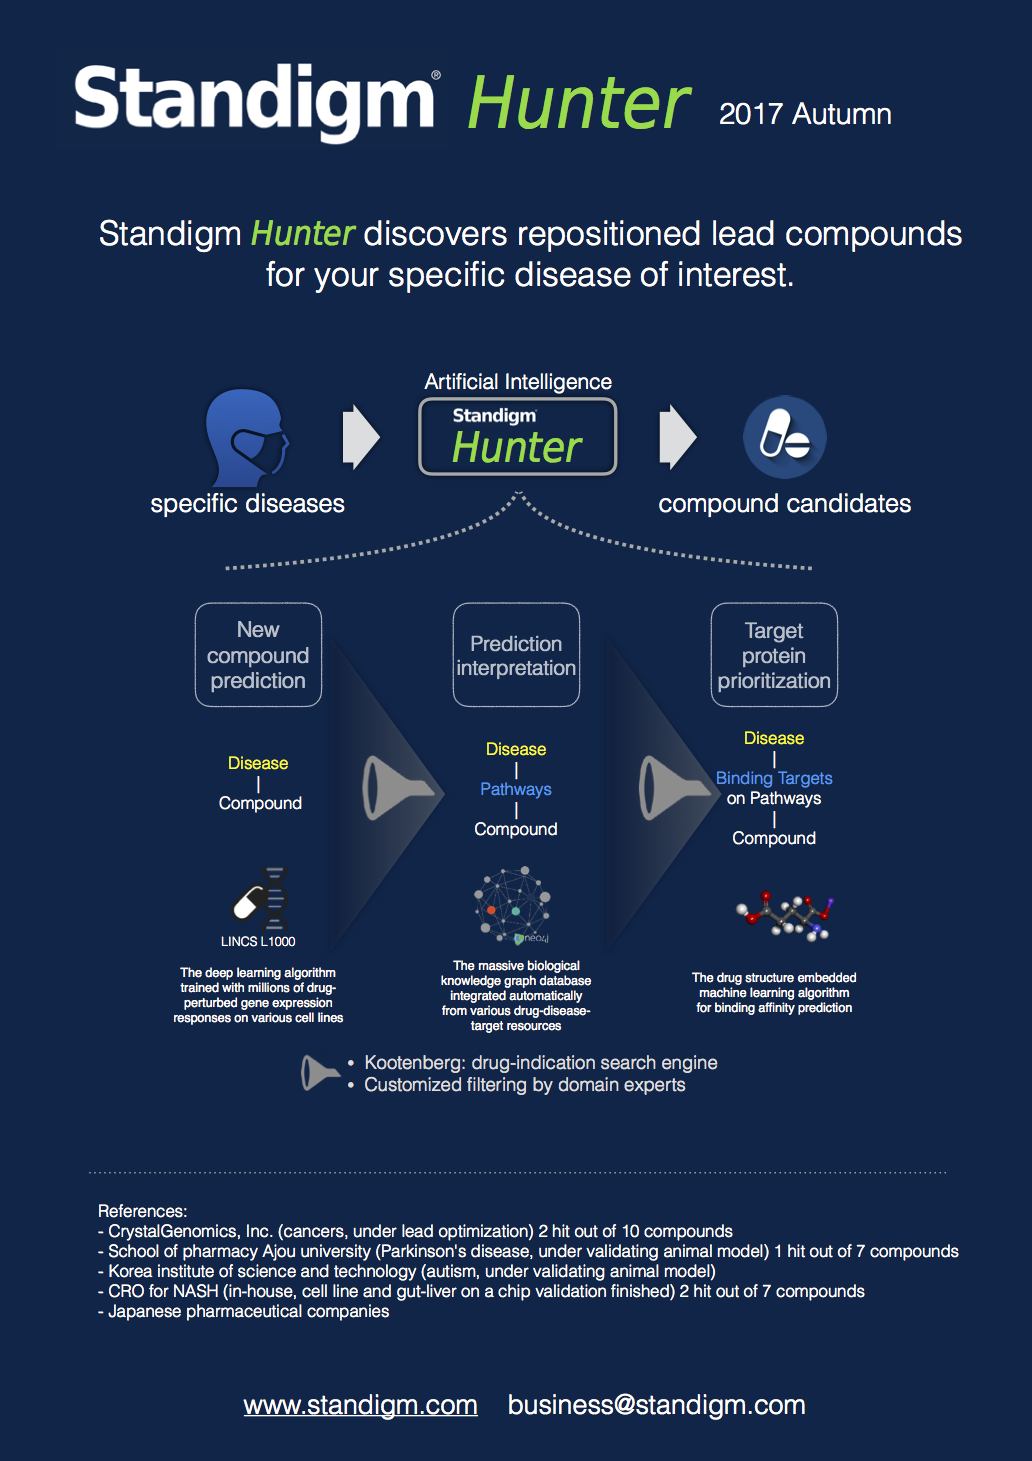 Standigm® Hunter 2017 Autumn
Standigm Hunter discovers repositioned lead compounds
for your specific disease of interest.
Artificial Intelligence
Standigm
Hunter
specific diseases
compound candidates
New
compound
prediction
Prediction
interpretation
Target
protein
prioritization
Disease
Compound
Disease
Pathways
Compound
Disease
Binding Targets
on Pathways
Compound
LINCS L1000
The deep learning algorithm
trained with millions of drug-
perturbed gene expression
responses on various cell lines
neo4j
The massive biological
knowledge graph database
integrated automatically
from various drug-disease-
target resources
The drug structure embedded
machine learning algorithm
for binding affinity prediction
• Kootenberg: drug-indication search engine
• Customized filtering by domain experts
References:
- CrystalGenomics, Inc. (cancers, under lead optimization) 2 hit out of 10 compounds
- School of pharmacy Ajou university (Parkinson's disease, under validating animal model) 1 hit out of 7 compounds
- Korea institute of science and technology (autism, under validating animal model)
- CRO for NASH (in-house, cell line and gut-liver on a chip validation finished) 2 hit out of 7 compounds
- Japanese pharmaceutical companies
www.standigm.com business@standigm.com